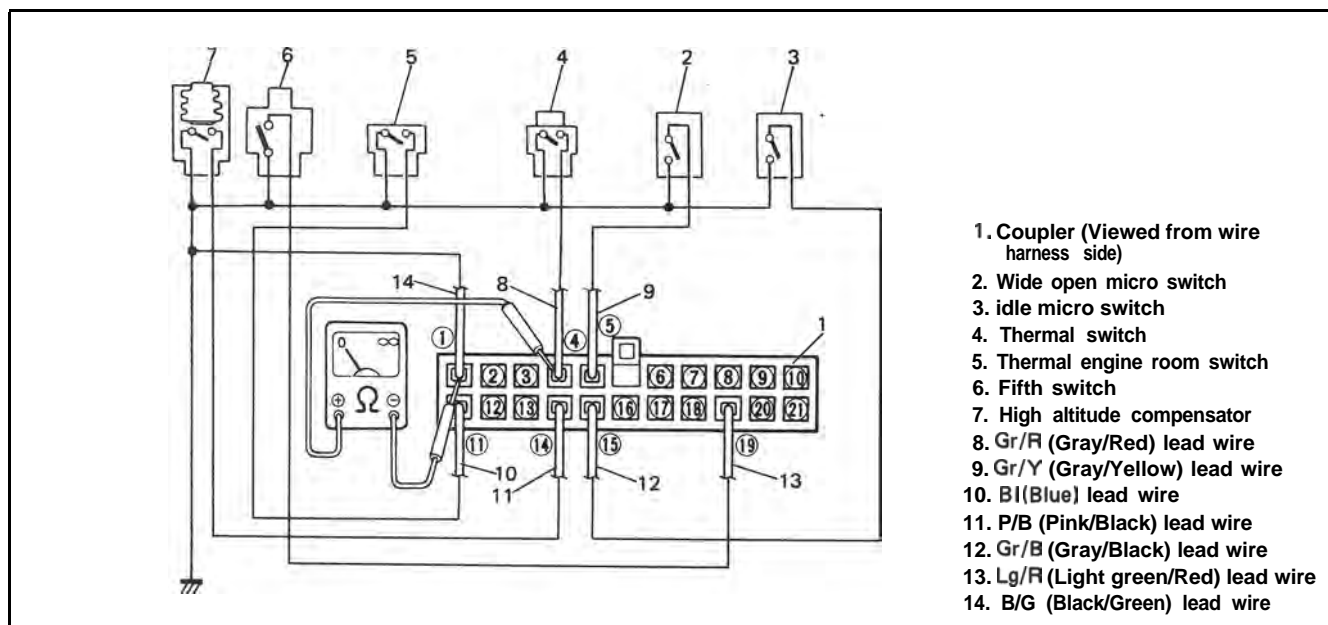 7
6
5
4
2
3
14
8
9
1
0
∞
Ω
⊕
⊖
①
④
⑤
② ③ ⑥ ⑦ ⑧ ⑨ ⑩
⑫ ⑬ ⑯ ⑰ ⑱ ⑳ ㉑
⑪
⑭
⑮
⑲
10
11
12
13
1. Coupler (Viewed from wire
harness side)
2. Wide open micro switch
3. idle micro switch
4. Thermal switch
5. Thermal engine room switch
6. Fifth switch
7. High altitude compensator
8. Gr/R (Gray/Red) lead wire
9. Gr/Y (Gray/Yellow) lead wire
10. Bl(Blue) lead wire
11. P/B (Pink/Black) lead wire
12. Gr/B (Gray/Black) lead wire
13. Lg/R (Light green/Red) lead wire
14. B/G (Black/Green) lead wire